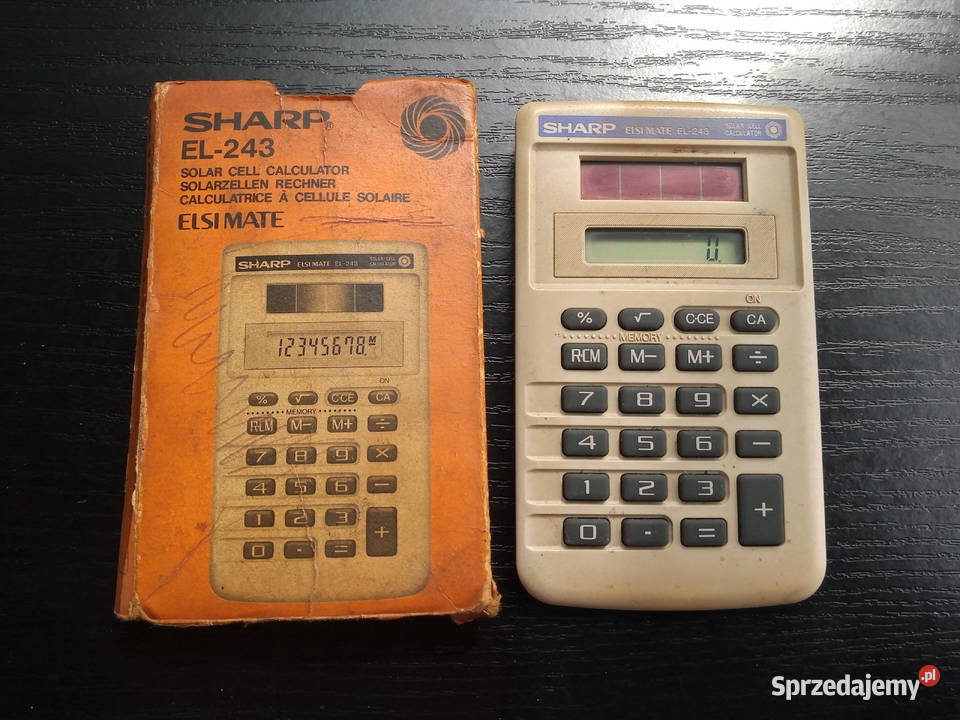 SHARP®
EL-243
SOLAR CELL CALCULATOR
SOLARZELLEN RECHNER
CALCULATRICE À CELLULE SOLAIRE
ELSI MATE
SHARP ELSI MATE EL-243 SOLAR CELL CALCULATOR
12345678. M
ON
% √ C·CE CA
MEMORY
R·CM M− M+ ÷
7 8 9 ×
4 5 6 −
1 2 3 +
0 · =
SHARP ELSI MATE EL-243 SOLAR CELL CALCULATOR
0.
ON
% √ C·CE CA
MEMORY
R·CM M− M+ ÷
7 8 9 ×
4 5 6 −
1 2 3 +
0 · =
Sprzedajemy.pl